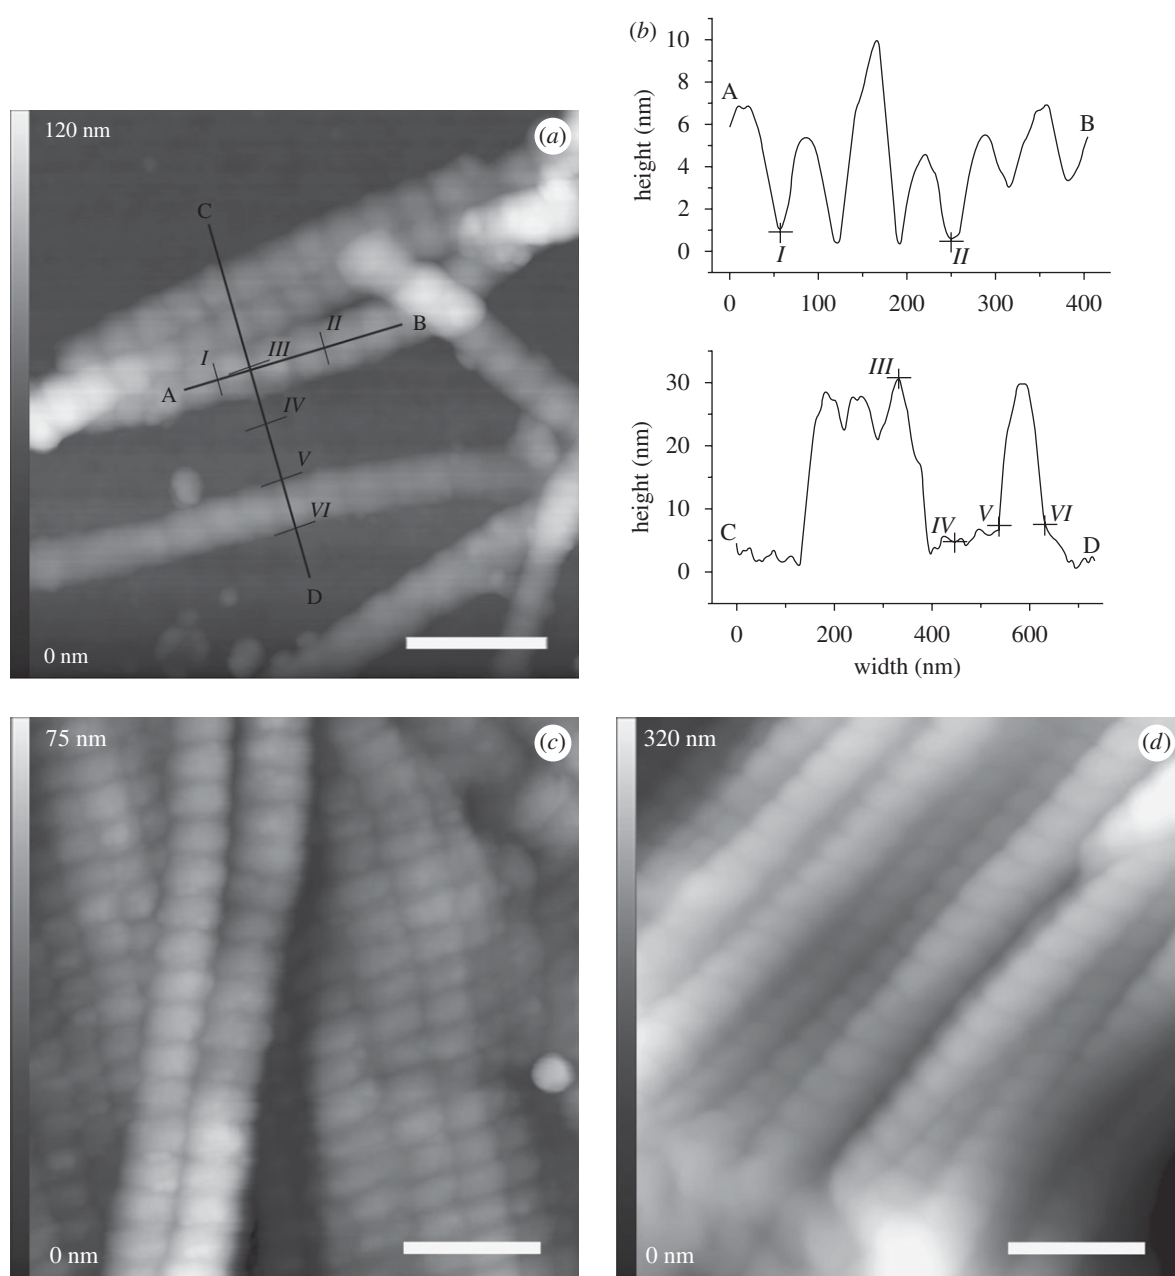 120 nm
(a)
C
I
III
II
B
A
IV
V
VI
D
0 nm
(b)
10
8
6
4
2
0
height (nm)
A
B
I
II
0
100
200
300
400
30
20
10
0
height (nm)
III
C
IV
V
VI
D
0
200
400
600
width (nm)
75 nm
(c)
0 nm
320 nm
(d)
0 nm